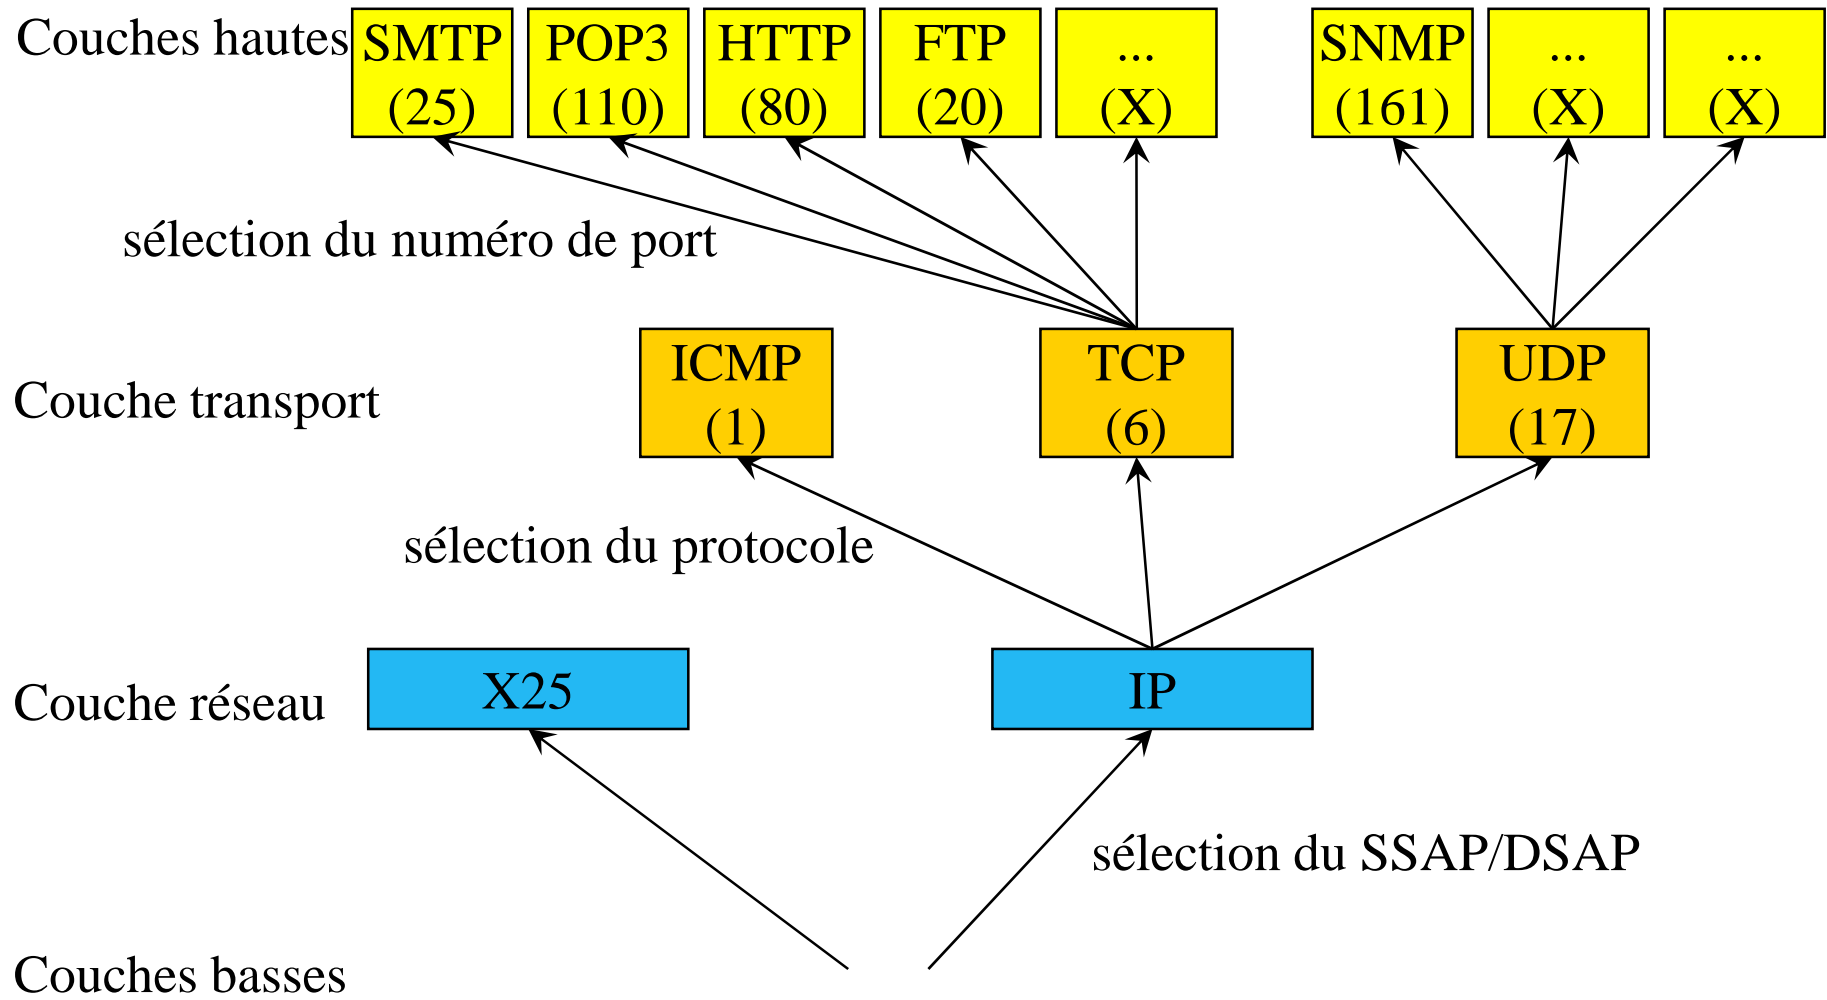 Couches hautes
SMTP
(25)
POP3
(110)
HTTP
(80)
FTP
(20)
...
(X)
SNMP
(161)
...
(X)
...
(X)
sélection du numéro de port
Couche transport
ICMP
(1)
TCP
(6)
UDP
(17)
sélection du protocole
Couche réseau
X25
IP
sélection du SSAP/DSAP
Couches basses